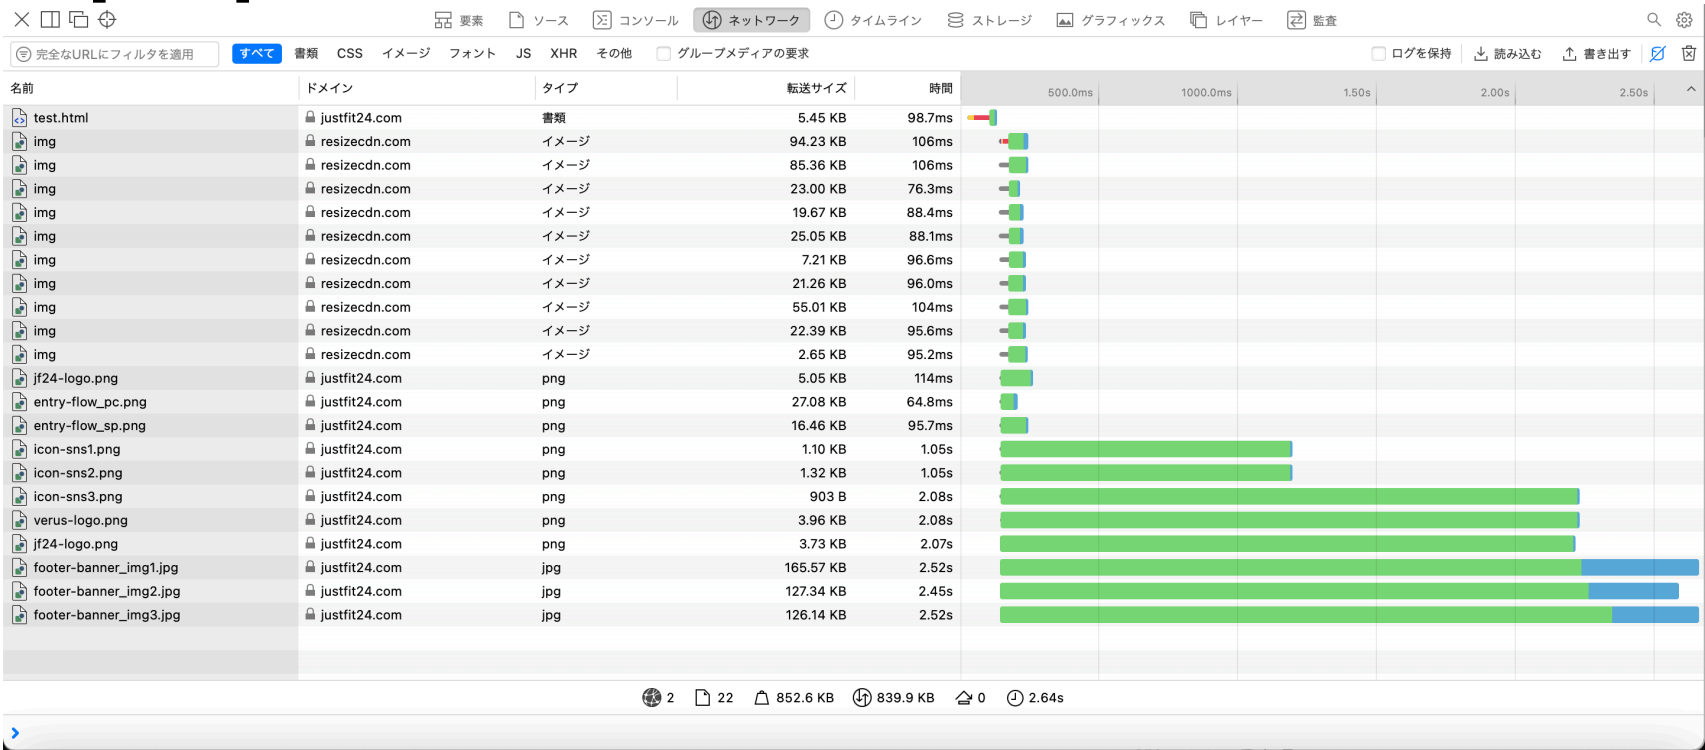 要素 ソース コンソール ネットワーク タイムライン ストレージ グラフィックス レイヤー 監査
完全なURLにフィルタを適用 すべて 書類 CSS イメージ フォント JS XHR その他 グループメディアの要求 ログを保持 読み込む 書き出す
名前 ドメイン タイプ 転送サイズ 時間 500.0ms 1000.0ms 1.50s 2.00s 2.50s
test.html justfit24.com 書類 5.45 KB 98.7ms
img resizecdn.com イメージ 94.23 KB 106ms
img resizecdn.com イメージ 85.36 KB 106ms
img resizecdn.com イメージ 23.00 KB 76.3ms
img resizecdn.com イメージ 19.67 KB 88.4ms
img resizecdn.com イメージ 25.05 KB 88.1ms
img resizecdn.com イメージ 7.21 KB 96.6ms
img resizecdn.com イメージ 21.26 KB 96.0ms
img resizecdn.com イメージ 55.01 KB 104ms
img resizecdn.com イメージ 22.39 KB 95.6ms
img resizecdn.com イメージ 2.65 KB 95.2ms
jf24-logo.png justfit24.com png 5.05 KB 114ms
entry-flow_pc.png justfit24.com png 27.08 KB 64.8ms
entry-flow_sp.png justfit24.com png 16.46 KB 95.7ms
icon-sns1.png justfit24.com png 1.10 KB 1.05s
icon-sns2.png justfit24.com png 1.32 KB 1.05s
icon-sns3.png justfit24.com png 903 B 2.08s
verus-logo.png justfit24.com png 3.96 KB 2.08s
jf24-logo.png justfit24.com png 3.73 KB 2.07s
footer-banner_img1.jpg justfit24.com jpg 165.57 KB 2.52s
footer-banner_img2.jpg justfit24.com jpg 127.34 KB 2.45s
footer-banner_img3.jpg justfit24.com jpg 126.14 KB 2.52s
2 22 852.6 KB 839.9 KB 0 2.64s